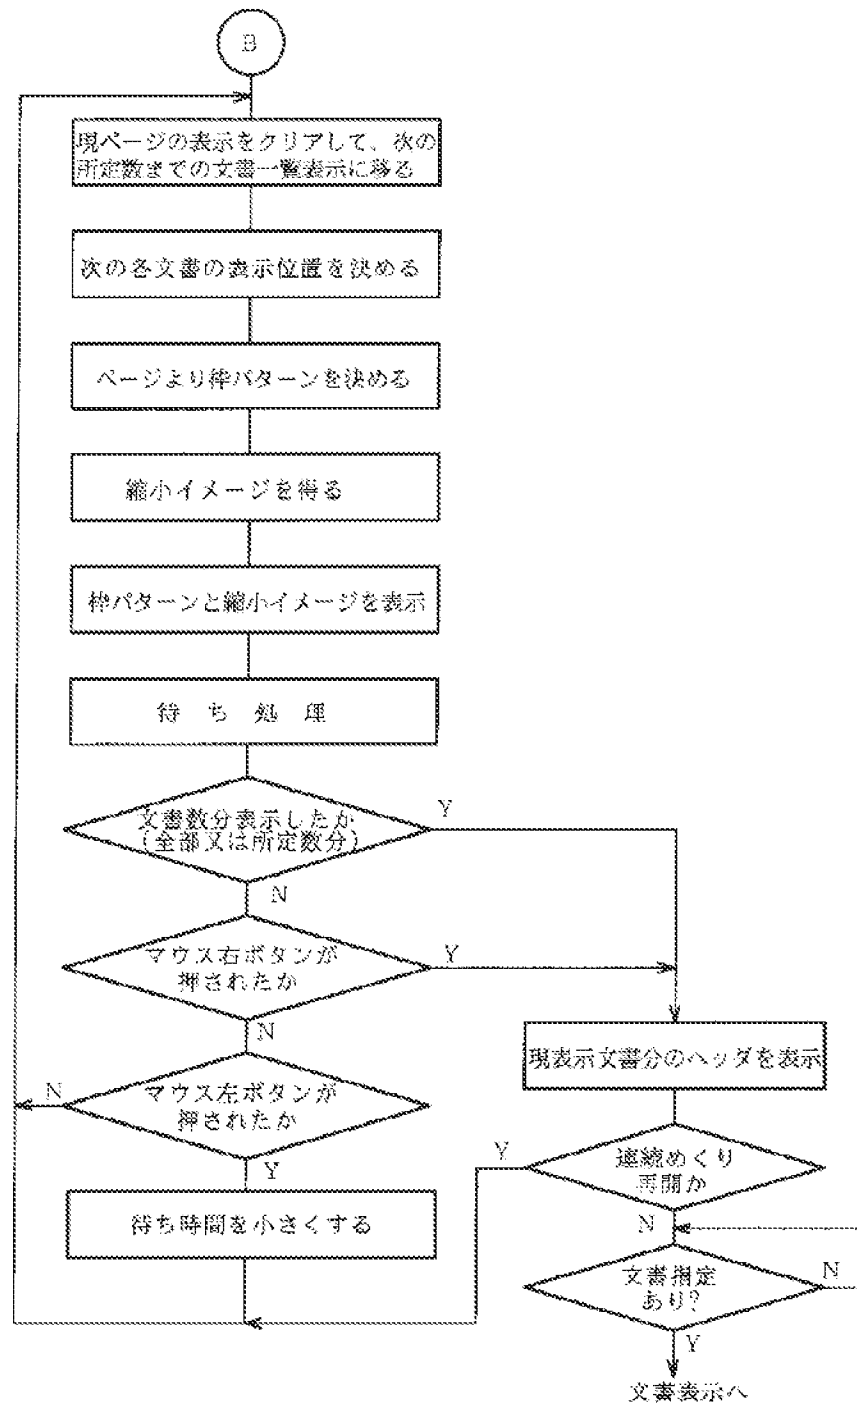 B
現ページの表示をクリアして、次の
所定数までの文書一覧表示に移る
次の各文書の表示位置を決める
ページより枠パターンを決める
縮小イメージを得る
枠パターンと縮小イメージを表示
待ち処理
文書数分表示したか
(全部又は所定数分)
Y
N
マウス右ボタンが
押されたか
Y
N
現表示文書分のヘッダを表示
マウス左ボタンが
押されたか
N
Y
連続めくり
再開か
Y
N
待ち時間を小さくする
文書指定
あり?
N
Y
文書表示へ